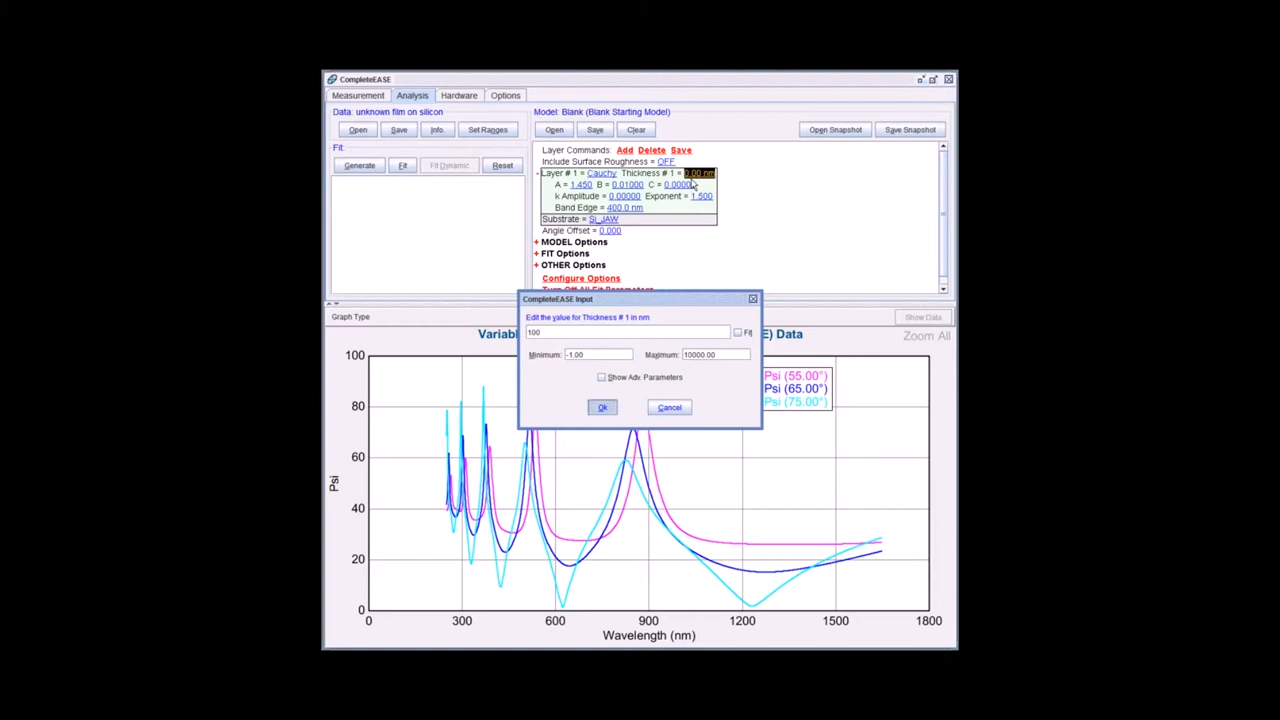 CompleteEASE
Measurement Analysis Hardware Options
Data: unknown film on silicon
Open Save Info. Set Ranges
Fit:
Generate Fit Fit Dynamic Reset
Model: Blank (Blank Starting Model)
Open Save Clear Open Snapshot Save Snapshot
Layer Commands: Add Delete Save
Include Surface Roughness = OFF
- Layer # 1 = Cauchy Thickness # 1 = 0.00 nm
A = 1.450 B = 0.01000 C = 0.0000
k Amplitude = 0.00000 Exponent = 1.500
Band Edge = 400.0 nm
Substrate = Si_JAW
Angle Offset = 0.000
+ MODEL Options
+ FIT Options
+ OTHER Options
Configure Options
Turn Off All Fit Parameters
CompleteEASE Input
Edit the value for Thickness # 1 in nm
100 Fit
Minimum: -1.00 Maximum: 10000.00
Show Adv. Parameters
Ok Cancel
Graph Type
Show Data
Variab E) Data
Zoom All
Psi (55.00°)
Psi (65.00°)
Psi (75.00°)
Psi
100
80
60
40
20
0
0 300 600 900 1200 1500 1800
Wavelength (nm)